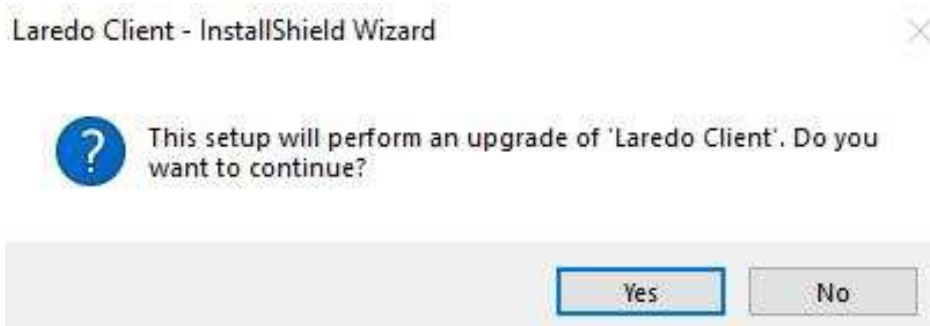 Laredo Client - InstallShield Wizard
This setup will perform an upgrade of 'Laredo Client'. Do you
want to continue?
Yes
No